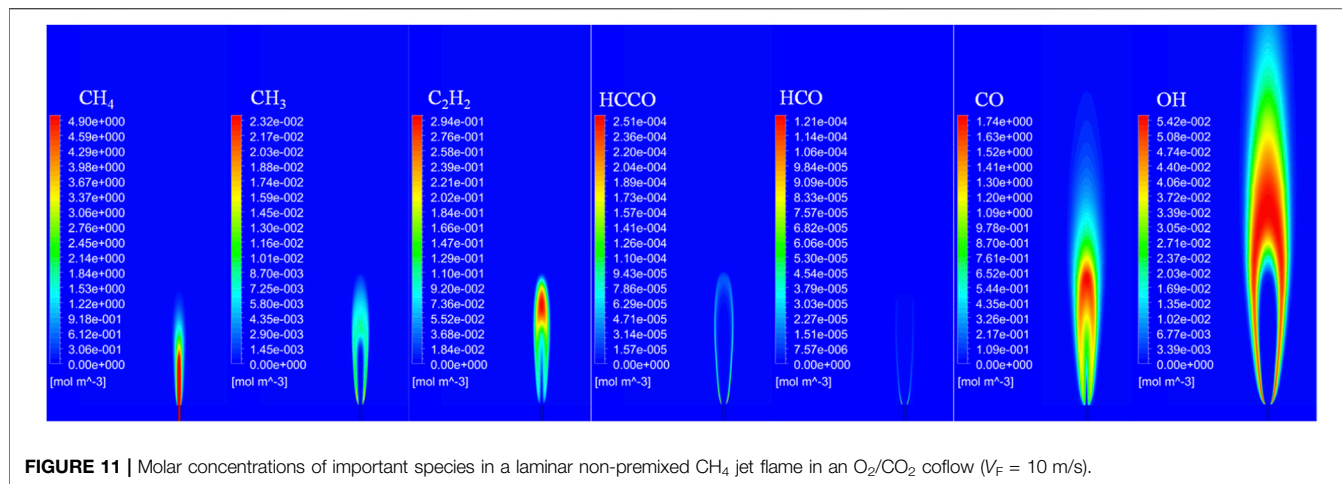 CH₄
4.90e+000
4.59e+000
4.29e+000
3.98e+000
3.67e+000
3.37e+000
3.06e+000
2.76e+000
2.45e+000
2.14e+000
1.84e+000
1.53e+000
1.22e+000
9.18e-001
6.12e-001
3.06e-001
0.00e+000
[mol m^-3]
CH₃
2.32e-002
2.17e-002
2.03e-002
1.88e-002
1.74e-002
1.59e-002
1.45e-002
1.30e-002
1.16e-002
1.01e-002
8.70e-003
7.25e-003
5.80e-003
4.35e-003
2.90e-003
1.45e-003
0.00e+000
[mol m^-3]
C₂H₂
2.94e-001
2.76e-001
2.58e-001
2.39e-001
2.21e-001
2.02e-001
1.84e-001
1.66e-001
1.47e-001
1.29e-001
1.10e-001
9.20e-002
7.36e-002
5.52e-002
3.68e-002
1.84e-002
0.00e+000
[mol m^-3]
HCCO
2.51e-004
2.36e-004
2.20e-004
2.04e-004
1.89e-004
1.73e-004
1.57e-004
1.41e-004
1.26e-004
1.10e-004
9.43e-005
7.86e-005
6.29e-005
4.71e-005
3.14e-005
1.57e-005
0.00e+000
[mol m^-3]
HCO
1.21e-004
1.14e-004
1.06e-004
9.84e-005
9.09e-005
8.33e-005
7.57e-005
6.82e-005
6.06e-005
5.30e-005
4.54e-005
3.79e-005
3.03e-005
2.27e-005
1.51e-005
7.57e-006
0.00e+000
[mol m^-3]
CO
1.74e+000
1.63e+000
1.52e+000
1.41e+000
1.30e+000
1.20e+000
1.09e+000
9.78e-001
8.70e-001
7.61e-001
6.52e-001
5.44e-001
4.35e-001
3.26e-001
2.17e-001
1.09e-001
0.00e+000
[mol m^-3]
OH
5.42e-002
5.08e-002
4.74e-002
4.40e-002
4.06e-002
3.72e-002
3.39e-002
3.05e-002
2.71e-002
2.37e-002
2.03e-002
1.69e-002
1.35e-002
1.02e-002
6.77e-003
3.39e-003
0.00e+000
[mol m^-3]
FIGURE 11 | Molar concentrations of important species in a laminar non-premixed CH₄ jet flame in an O₂/CO₂ coflow (V_F = 10 m/s).